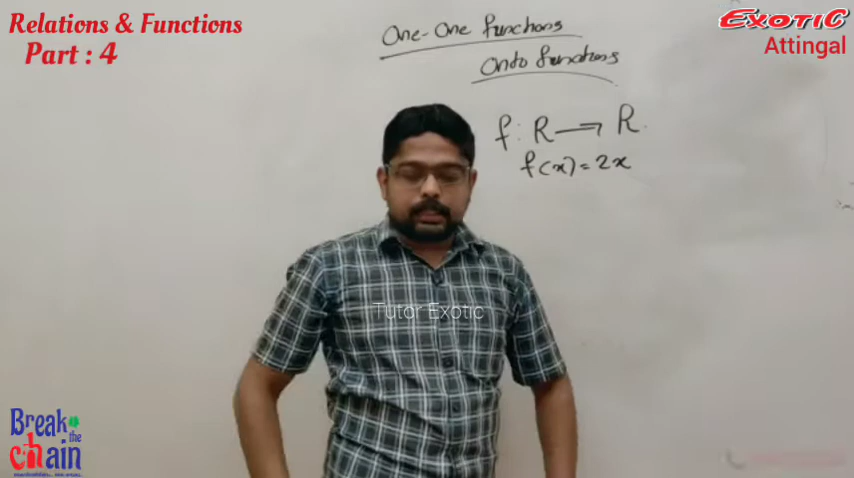 Relations & Functions
Part : 4
EXOTIC
Attingal
One-One functions
Onto functions
f: R → R.
f(x) = 2x
Tutor Exotic
Break
the
chain